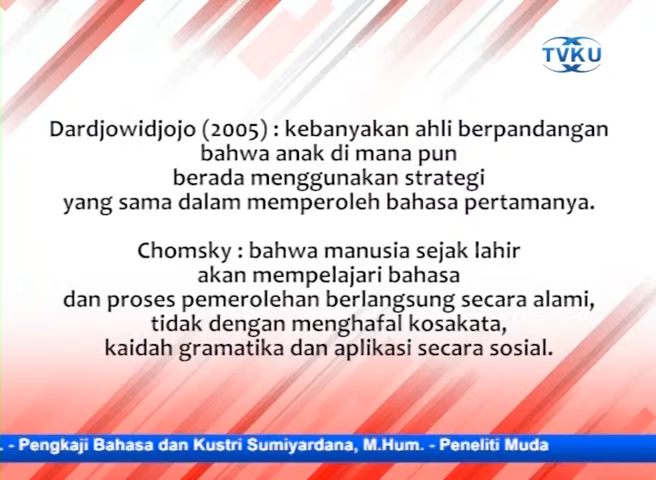 TVKU
Dardjowidjojo (2005) : kebanyakan ahli berpandangan
bahwa anak di mana pun
berada menggunakan strategi
yang sama dalam memperoleh bahasa pertamanya.
Chomsky : bahwa manusia sejak lahir
akan mempelajari bahasa
dan proses pemerolehan berlangsung secara alami,
tidak dengan menghafal kosakata,
kaidah gramatika dan aplikasi secara sosial.
. - Pengkaji Bahasa dan Kustri Sumiyardana, M.Hum. - Peneliti Muda